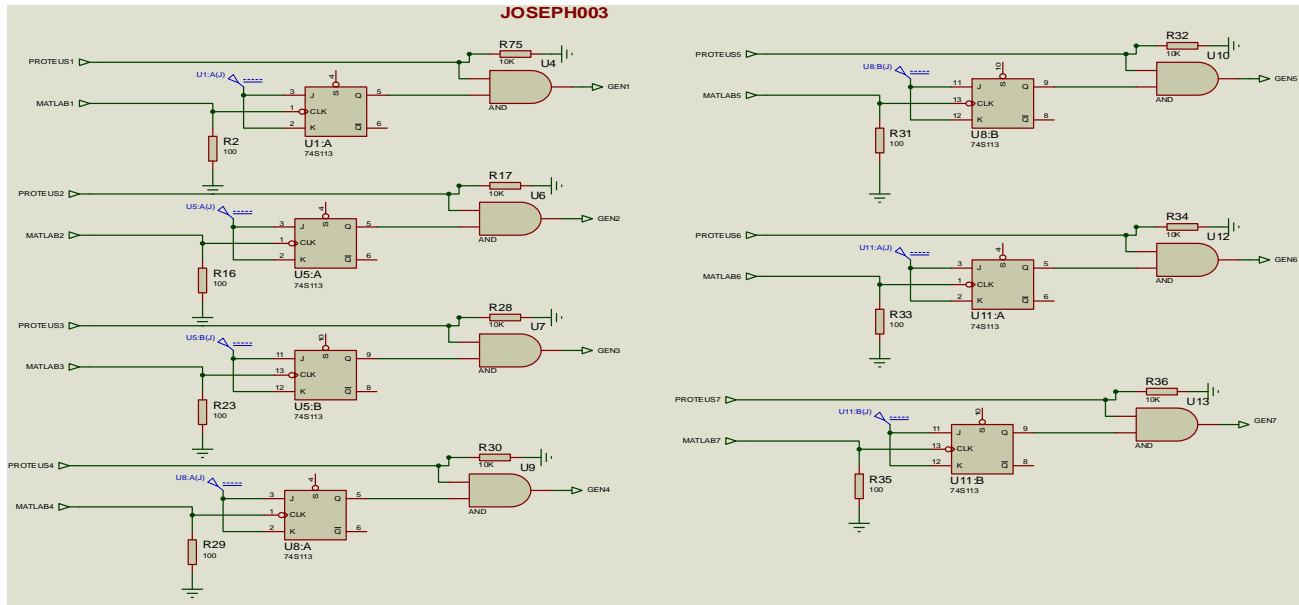 JOSEPH003
R75
10K
U4
PROTEUS1
U1:A(J)
4
S
3
J
Q
5
AND
GEN1
MATLAB1
1
CLK
2
K
Q
6
R2
100
U1:A
74S113
PROTEUS2
R17
10K
U6
U5:A(J)
4
S
3
J
Q
5
AND
GEN2
MATLAB2
1
CLK
2
K
Q
6
R16
100
U5:A
74S113
PROTEUS3
R28
10K
U7
U5:B(J)
10
S
11
J
Q
9
AND
GEN3
MATLAB3
13
CLK
12
K
Q
8
R23
100
U5:B
74S113
PROTEUS4
R30
10K
U9
U8:A(J)
4
S
3
J
Q
5
AND
GEN4
MATLAB4
1
CLK
2
K
Q
6
R29
100
U8:A
74S113
PROTEUS5
R32
10K
U10
U8:B(J)
10
S
11
J
Q
9
AND
GEN5
MATLAB5
13
CLK
12
K
Q
8
R31
100
U8:B
74S113
PROTEUS6
R34
10K
U12
U11:A(J)
4
S
3
J
Q
5
AND
GEN6
MATLAB6
1
CLK
2
K
Q
6
R33
100
U11:A
74S113
PROTEUS7
R36
10K
U13
U11:B(J)
10
S
11
J
Q
9
AND
GEN7
MATLAB7
13
CLK
12
K
Q
8
R35
100
U11:B
74S113